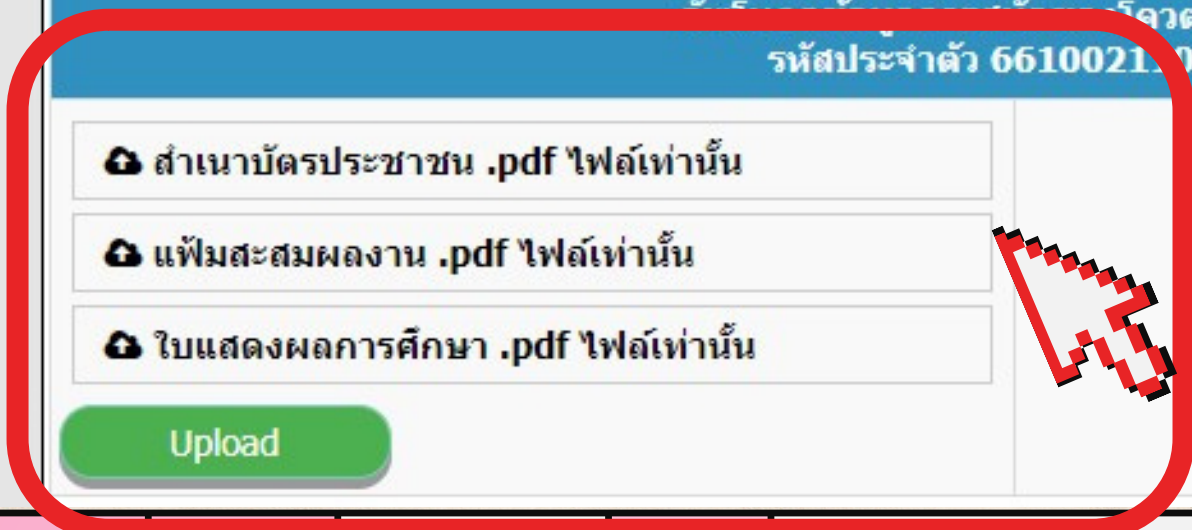 รหัสประจำตัว
สำเนาบัตรประชาชน .pdf ไฟล์เท่านั้น
แฟ้มสะสมผลงาน .pdf ไฟล์เท่านั้น
ใบแสดงผลการศึกษา .pdf ไฟล์เท่านั้น
Upload